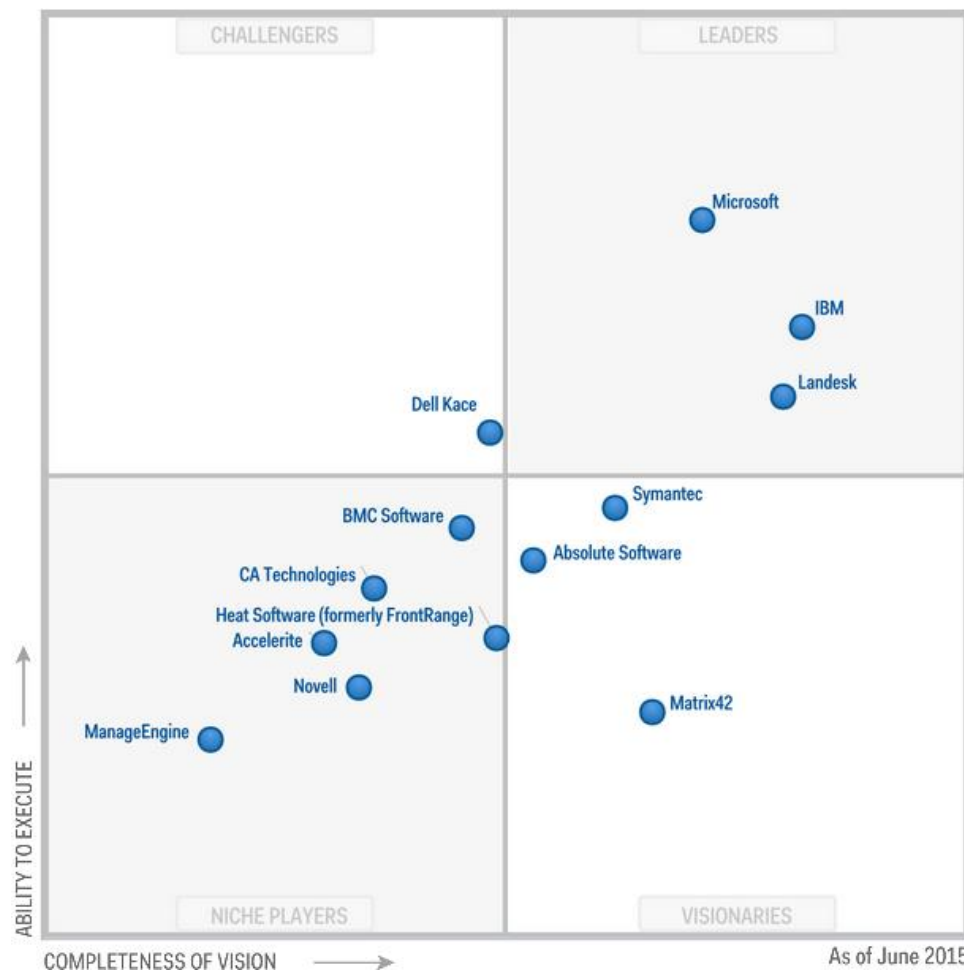 CHALLENGERS
LEADERS
Microsoft
IBM
Landesk
Dell Kace
Symantec
BMC Software
Absolute Software
CA Technologies
Heat Software (formerly FrontRange)
Accelerite
Novell
Matrix42
ManageEngine
ABILITY TO EXECUTE
NICHE PLAYERS
VISIONARIES
COMPLETENESS OF VISION
As of June 2015